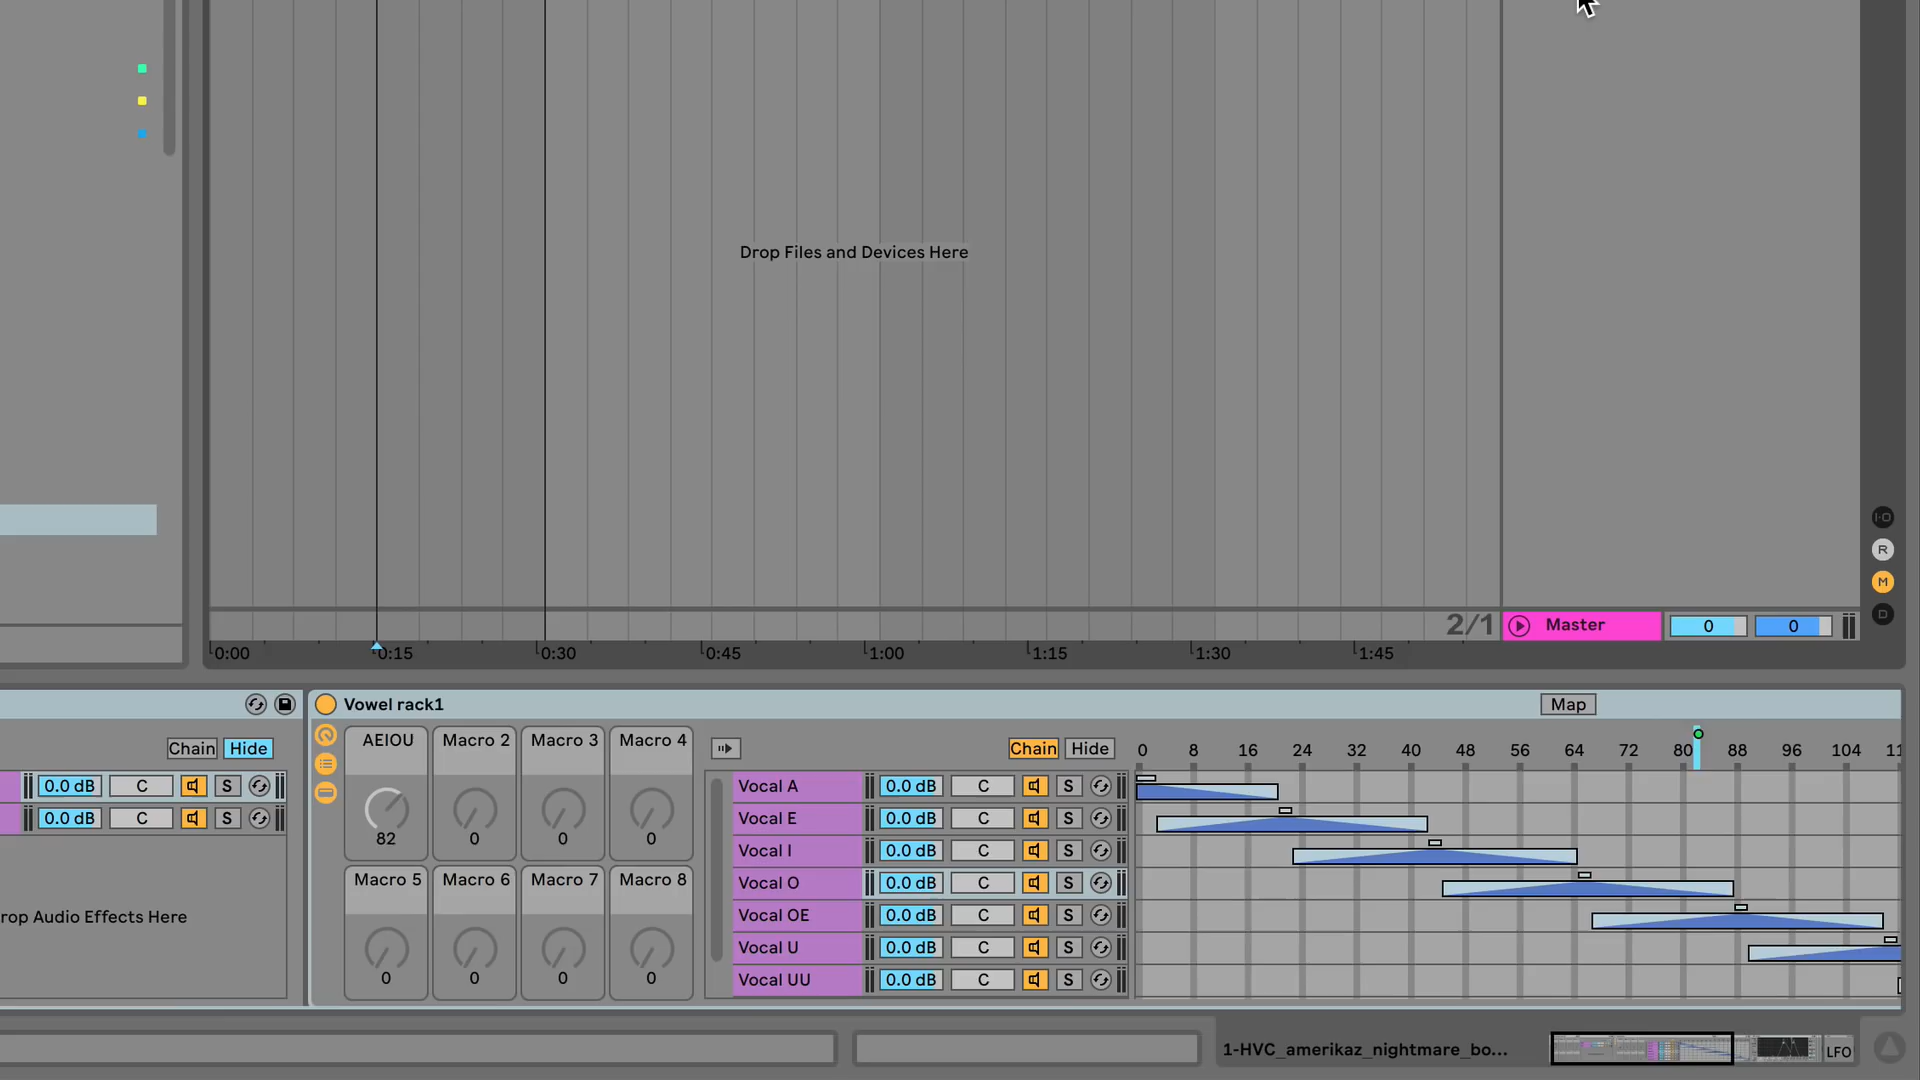 Drop Files and Devices Here
I·O
R
M
D
2/1
Master
0
0
0:00
0:15
0:30
0:45
1:00
1:15
1:30
1:45
Vowel rack1
Map
Chain
Hide
0.0 dB
C
S
0.0 dB
C
S
rop Audio Effects Here
AEIOU
82
Macro 2
0
Macro 3
0
Macro 4
0
Macro 5
0
Macro 6
0
Macro 7
0
Macro 8
0
Chain
Hide
0 8 16 24 32 40 48 56 64 72 80 88 96 104 11
Vocal A 0.0 dB C S
Vocal E 0.0 dB C S
Vocal I 0.0 dB C S
Vocal O 0.0 dB C S
Vocal OE 0.0 dB C S
Vocal U 0.0 dB C S
Vocal UU 0.0 dB C S
1-HVC_amerikaz_nightmare_bo...
LFO